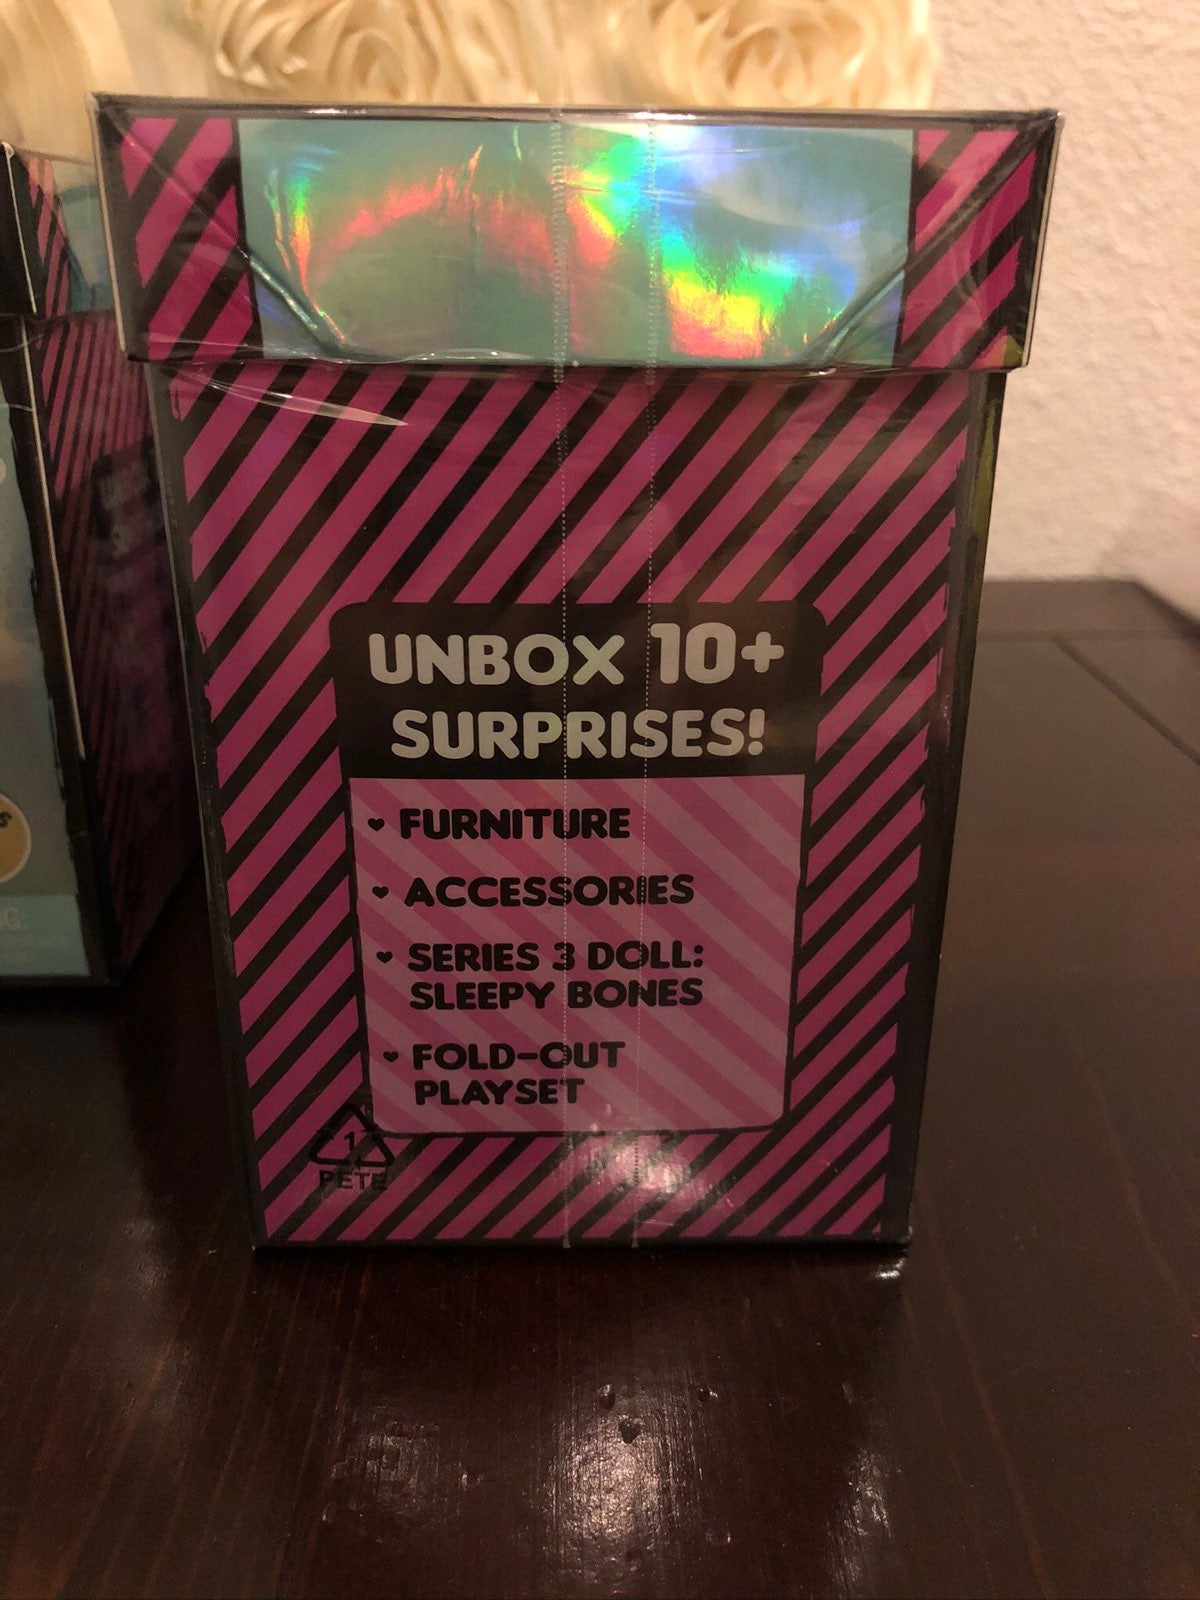 UNBOX 10+
SURPRISES!
FURNITURE
ACCESSORIES
SERIES 3 DOLL:
SLEEPY BONES
FOLD-OUT
PLAYSET
1
PETE